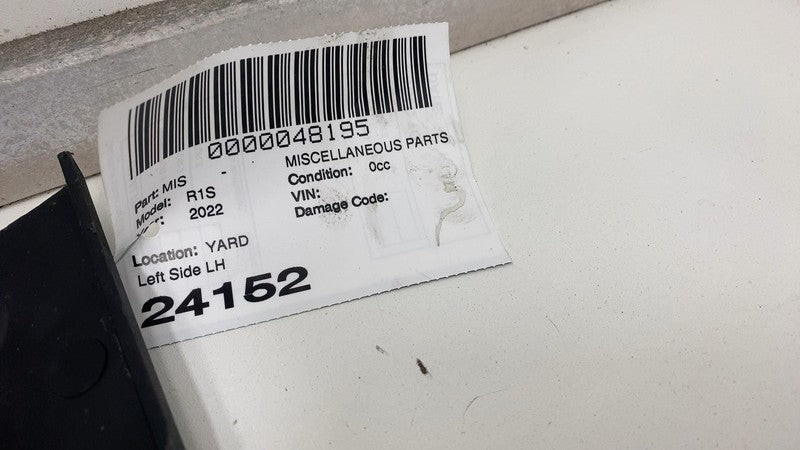 0000048195
MISCELLANEOUS PARTS
Part: MIS -
Condition: 0cc
Model: R1S
VIN:
2022
Damage Code:
Location: YARD
Left Side LH
24152